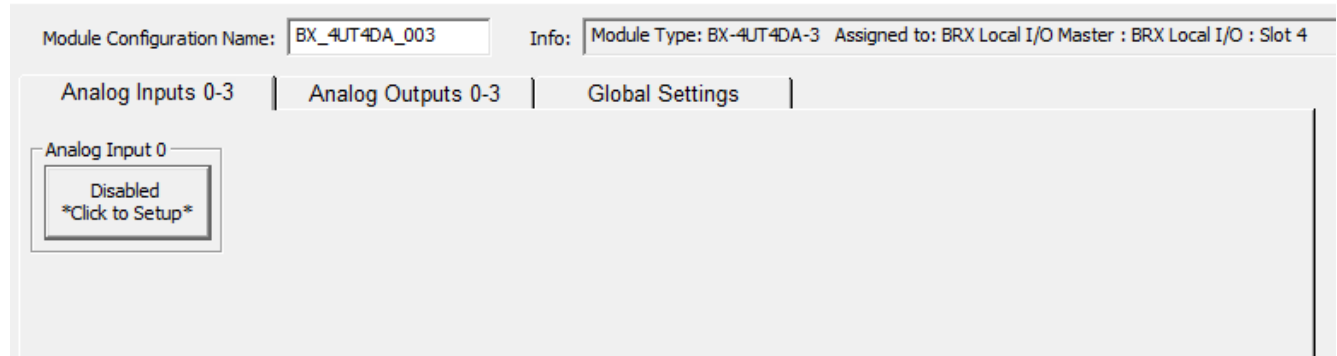 Module Configuration Name: BX_4UT4DA_003 Info: Module Type: BX-4UT4DA-3 Assigned to: BRX Local I/O Master : BRX Local I/O : Slot 4
Analog Inputs 0-3 Analog Outputs 0-3 Global Settings
Analog Input 0
Disabled
*Click to Setup*